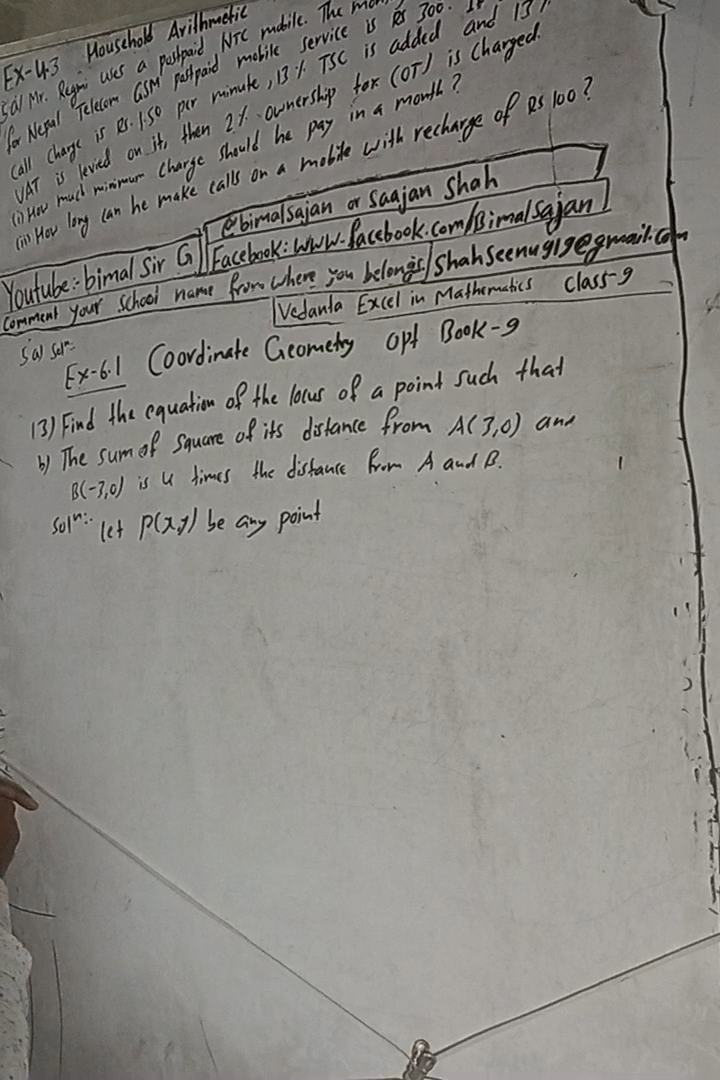 Ex-4.3 Household Arithmetic
5a) Mr. Regmi uses a postpaid NTC mobile. The
for Nepal Telecom GSM postpaid mobile service is Rs 300. If
call charge is Rs. 1.50 per minute, 13% TSC is added and 13%
VAT is levied on it, then 2% ownership tax (OT) is charged.
(i) How much minimum charge should he pay in a month?
(ii) How long can he make calls on a mobile with recharge of Rs 100?
@bimalsajan or Saajan Shah
Youtube:- bimal Sir G
Facebook: www.facebook.com/Bimalsajan
Comment your school name from where you belongs
Shahseenu919@gmail.com
Vedanta Excel in Mathematics Class-9
5a) Solⁿ:-
Ex-6.1 Coordinate Geometry Opt Book-9
13) Find the equation of the locus of a point such that
b) The sum of square of its distance from A(3,0) and
B(-3,0) is 4 times the distance from A and B.
Solⁿ:- let P(x,y) be any point